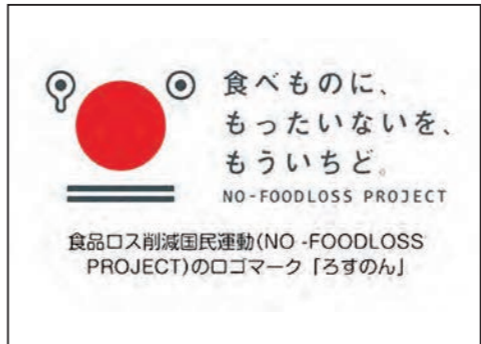 食べものに、
もったいないを、
もういちど。
NO-FOODLOSS PROJECT
食品ロス削減国民運動(NO -FOODLOSS
PROJECT)のロゴマーク「ろすのん」